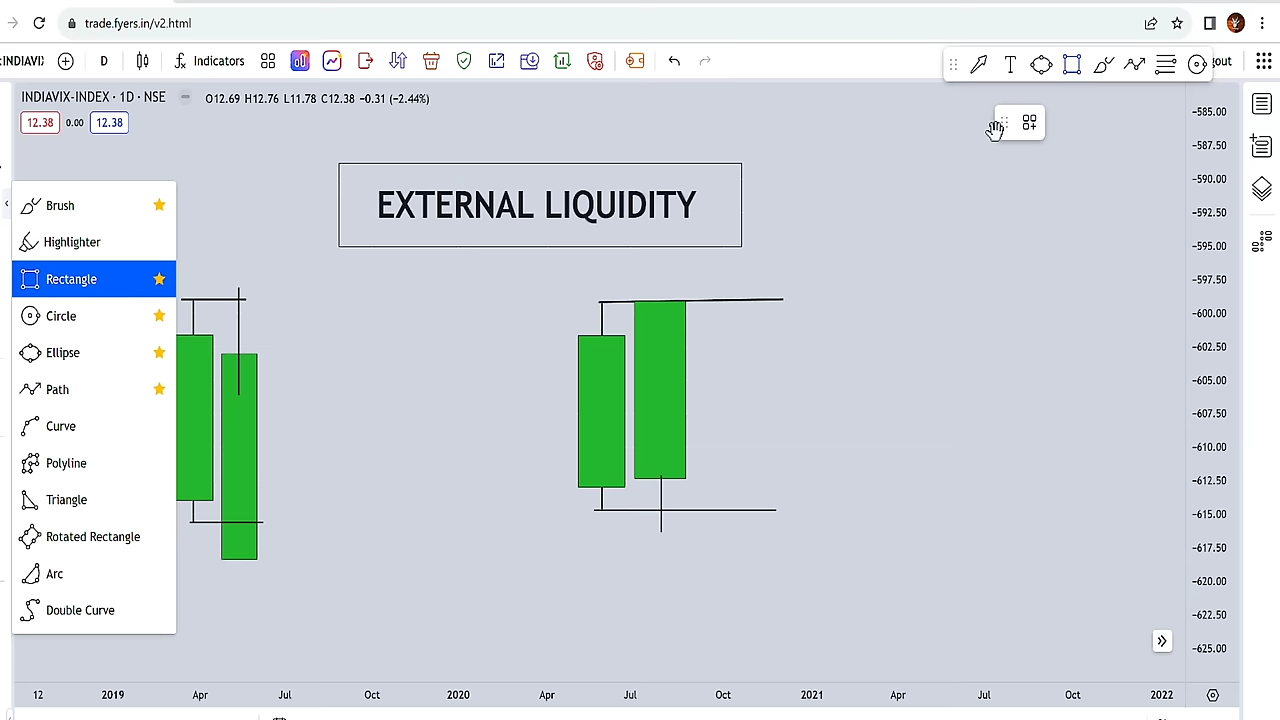 trade.fyers.in/v2.html
:INDIAVI
D
Indicators
gout
INDIAVIX-INDEX · 1D · NSE
O12.69 H12.76 L11.78 C12.38 −0.31 (−2.44%)
12.38 0.00 12.38
EXTERNAL LIQUIDITY
Brush
Highlighter
Rectangle
Circle
Ellipse
Path
Curve
Polyline
Triangle
Rotated Rectangle
Arc
Double Curve
−585.00
−587.50
−590.00
−592.50
−595.00
−597.50
−600.00
−602.50
−605.00
−607.50
−610.00
−612.50
−615.00
−617.50
−620.00
−622.50
−625.00
12 2019 Apr Jul Oct 2020 Apr Jul Oct 2021 Apr Jul Oct 2022